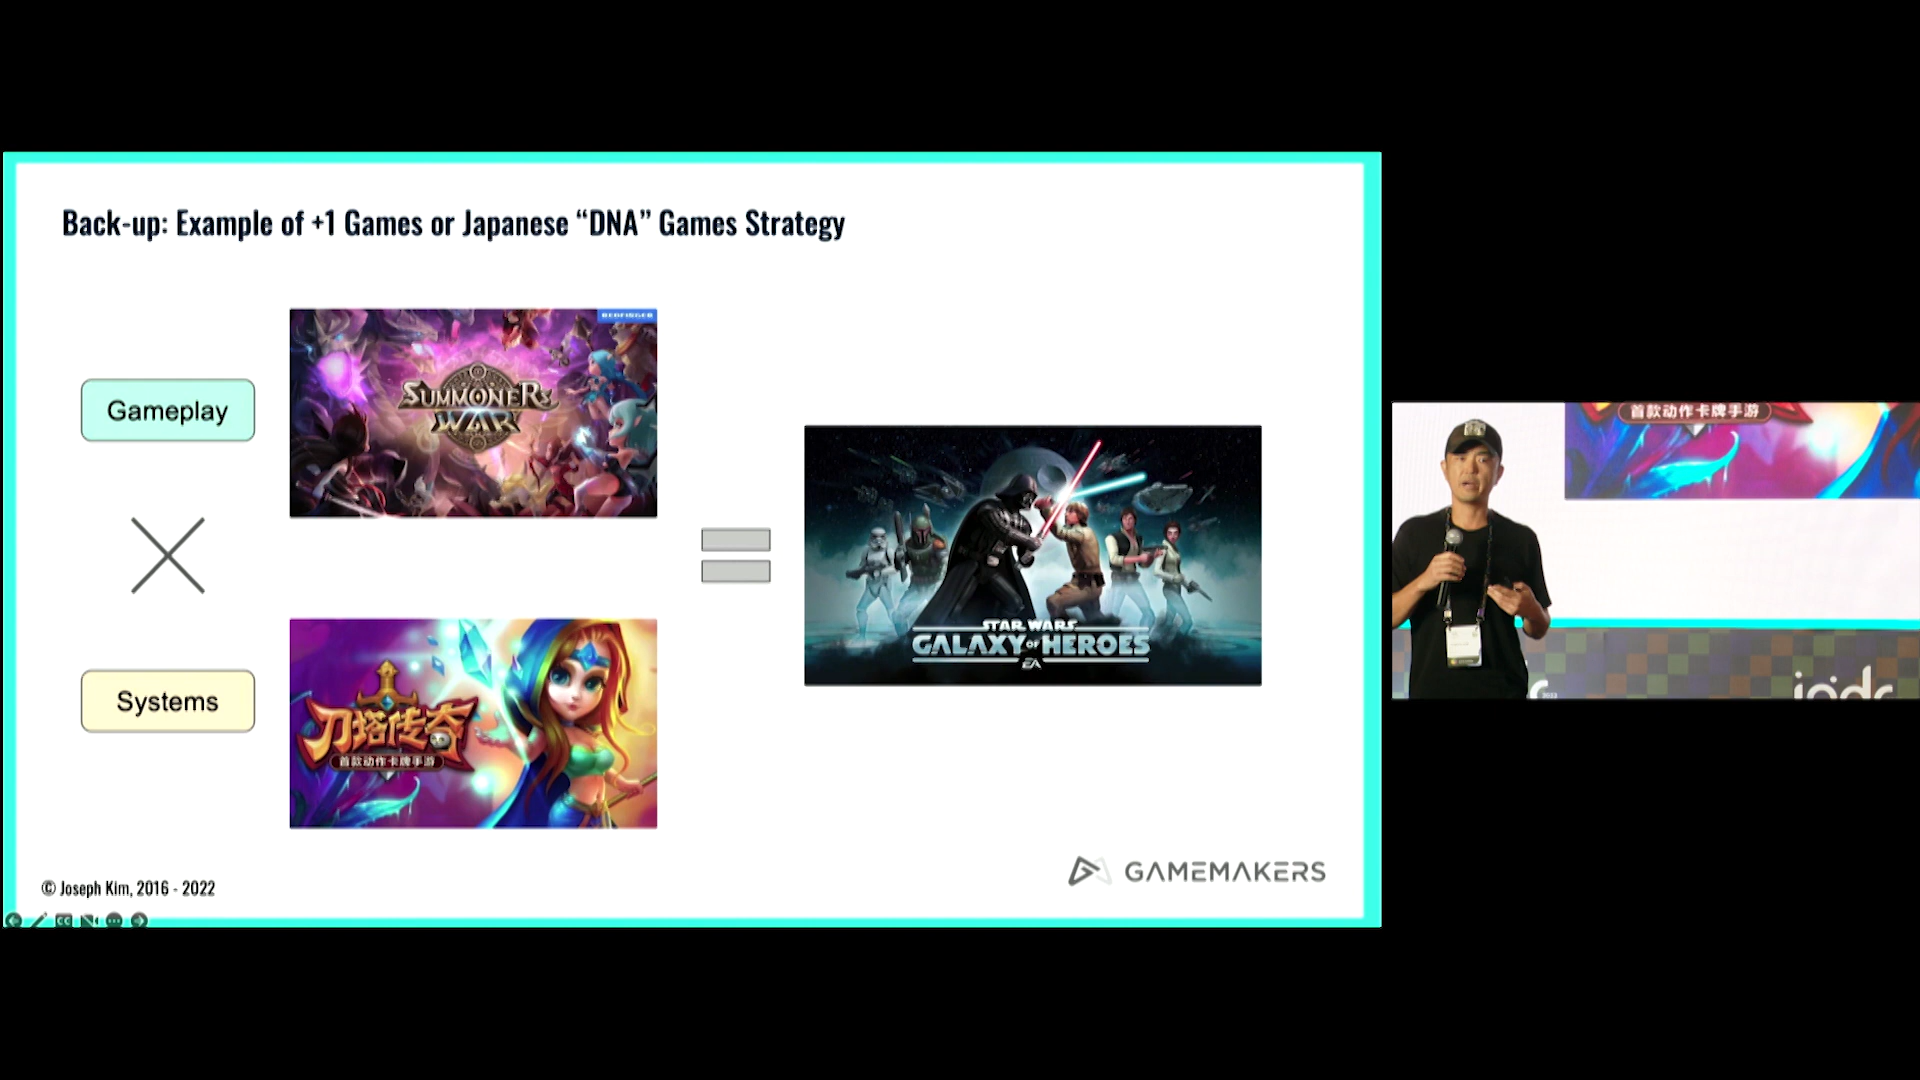 Back-up: Example of +1 Games or Japanese “DNA” Games Strategy
Gameplay
SUMMONERS
WAR
Systems
刀塔传奇
首款动作卡牌手游
STAR WARS
GALAXY OF HEROES
EA
© Joseph Kim, 2016 - 2022
GAMEMAKERS
CC
首款动作卡牌手游